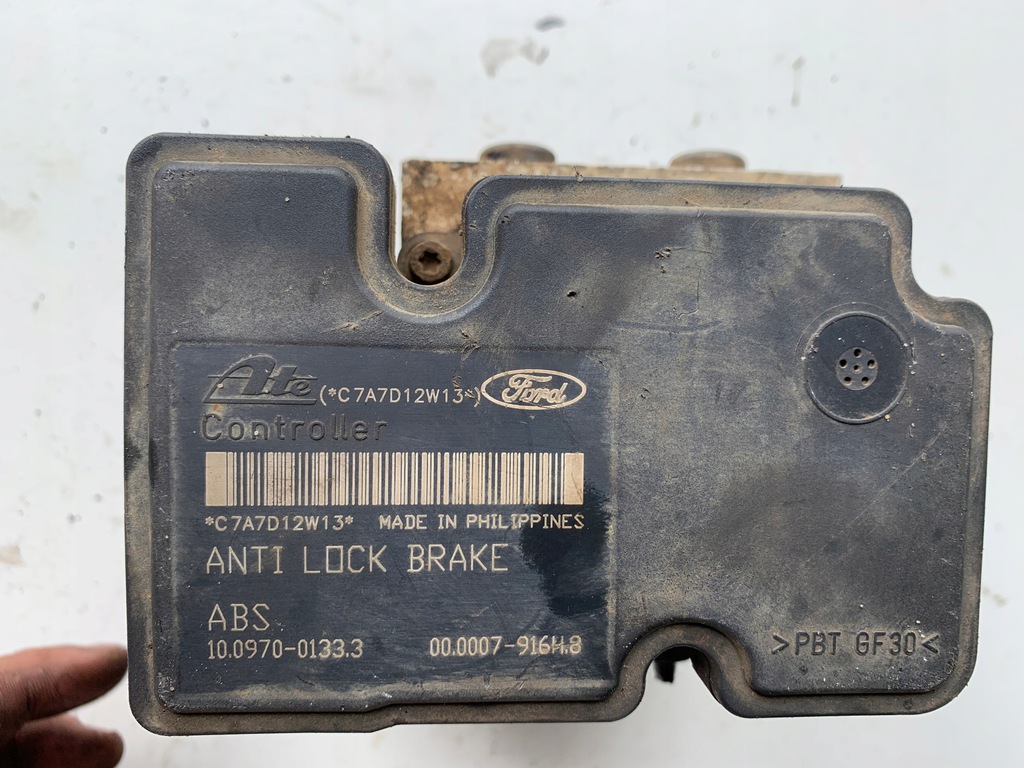 Ate (*C7A7D12W13*) Ford
Controller
*C7A7D12W13* MADE IN PHILIPPINES
ANTI LOCK BRAKE
ABS
10.0970-0133.3 00.0007-916H.8
>PBT GF30<